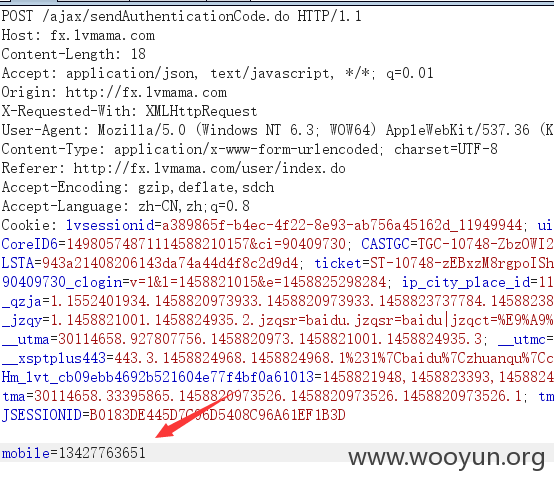 POST /ajax/sendAuthenticationCode.do HTTP/1.1
Host: fx.lvmama.com
Content-Length: 18
Accept: application/json, text/javascript, */*; q=0.01
Origin: http://fx.lvmama.com
X-Requested-With: XMLHttpRequest
User-Agent: Mozilla/5.0 (Windows NT 6.3; WOW64) AppleWebKit/537.36 (K
Content-Type: application/x-www-form-urlencoded; charset=UTF-8
Referer: http://fx.lvmama.com/user/index.do
Accept-Encoding: gzip,deflate,sdch
Accept-Language: zh-CN,zh;q=0.8
Cookie: lvsessionid=a389865f-b4ec-4f22-8e93-ab756a45162d_11949944; ui
CoreID6=14980574871114588210157&ci=90409730; CASTGC=TGC-10748-ZbzOWI2
LSTA=943a21408206143da74a44d4f8c2d9d4; ticket=ST-10748-zEBxzM8rgpoISh
90409730_clogin=v=1&l=1458821015&e=1458825298284; ip_city_place_id=11
_qzja=1.1552401934.1458820973933.1458820973933.1458823737784.14588238
_jzqy=1.1458821001.1458824935.2.jzqsr=baidu.jzqsr=baidu|jzqct=%E9%A9%
__utma=30114658.927807756.1458820973.1458821001.1458824935.3; __utmc=
__xsptplus443=443.3.1458824968.1458824968.1%231%7Cbaidu%7Czhuanqu%7Cc
Hm_lvt_cb09ebb4692b521604e77f4bf0a61013=1458821948,1458823393,1458824
tma=30114658.33395865.1458820973526.1458820973526.1458820973526.1; tm
JSESSIONID=B0183DE445D7C96D5408C96A61EF1B3D
mobile=13427763651
www.wooyun.org